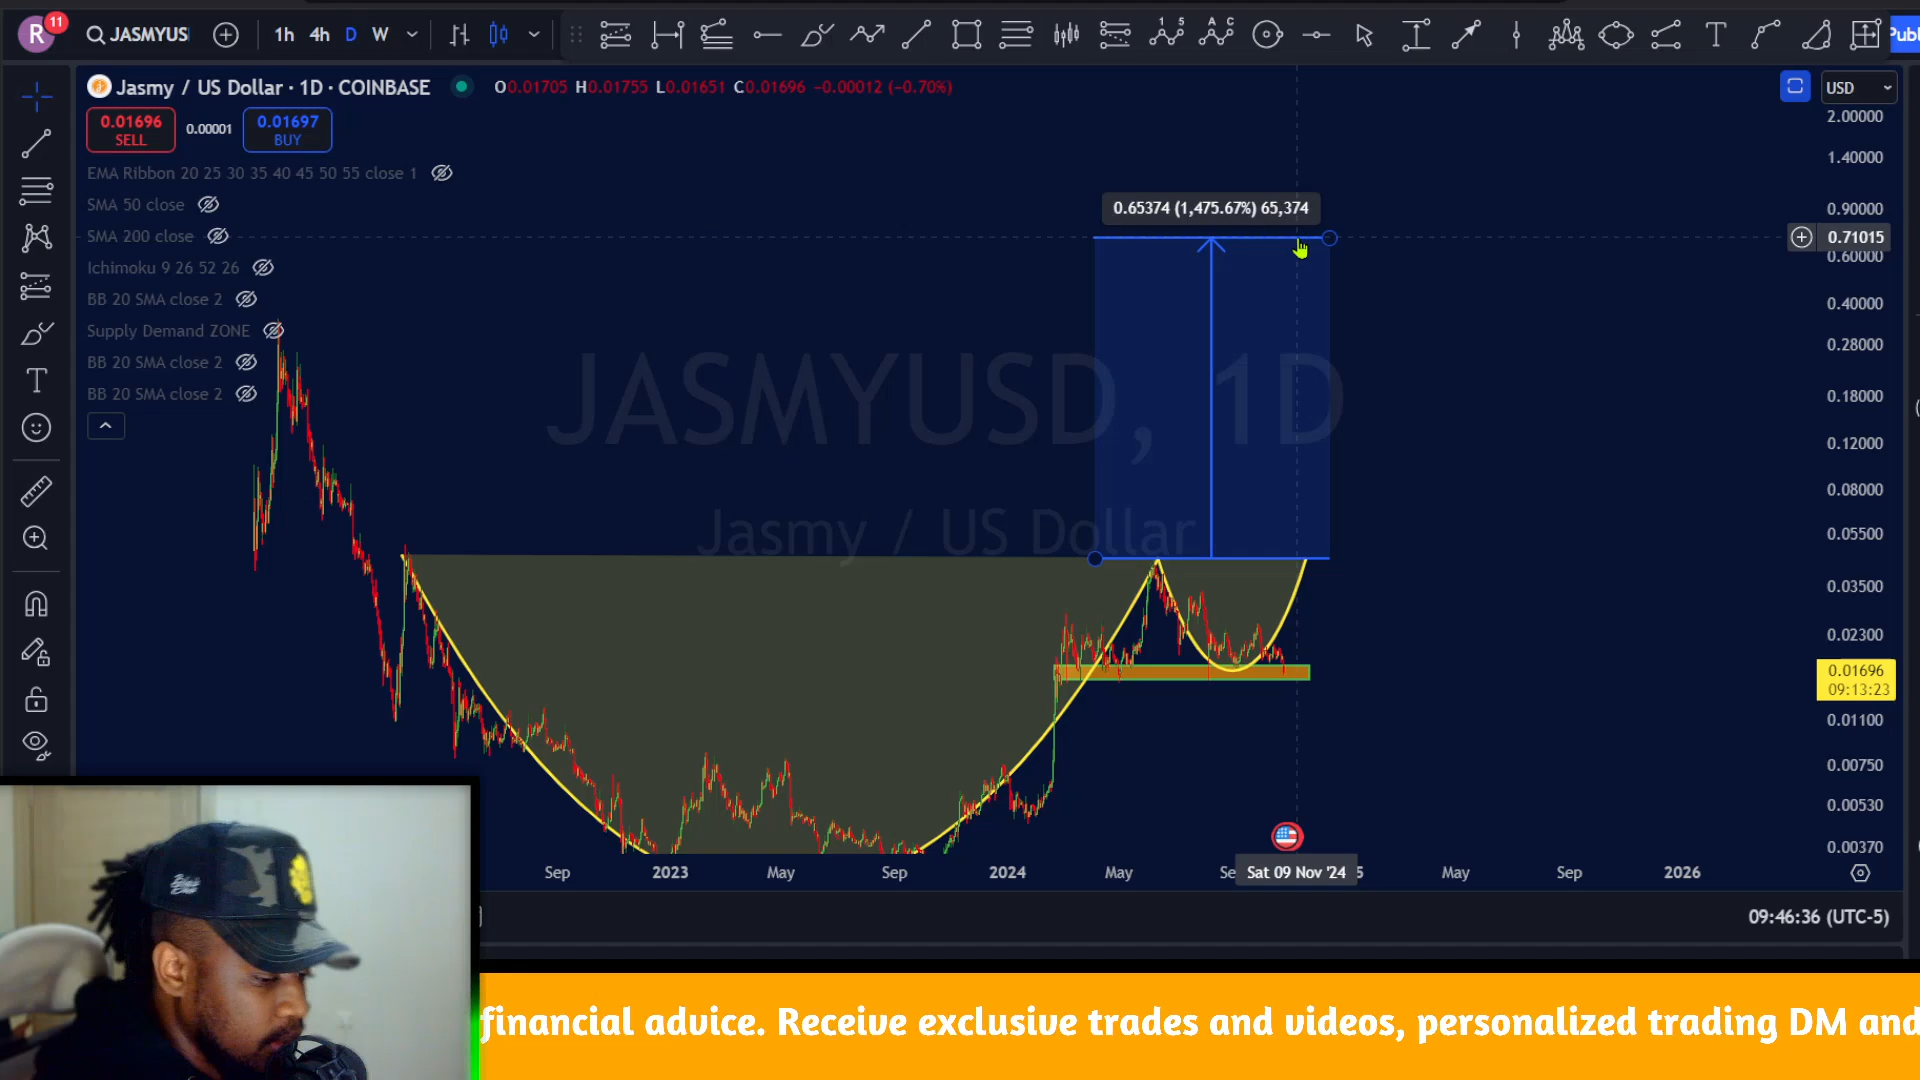 R 11 JASMYUS 1h 4h D W Publ
Jasmy / US Dollar · 1D · COINBASE O0.01705 H0.01755 L0.01651 C0.01696 −0.00012 (−0.70%) USD
0.01696 SELL 0.00001 0.01697 BUY
EMA Ribbon 20 25 30 35 40 45 50 55 close 1
SMA 50 close
SMA 200 close
Ichimoku 9 26 52 26
BB 20 SMA close 2
Supply Demand ZONE
BB 20 SMA close 2
BB 20 SMA close 2
0.65374 (1,475.67%) 65,374
JASMYUSD, 1D
Jasmy / US Dollar
2.00000
1.40000
0.90000
0.71015
0.60000
0.40000
0.28000
0.18000
0.12000
0.08000
0.05500
0.03500
0.02300
0.01696
09:13:23
0.01100
0.00750
0.00530
0.00370
Sep 2023 May Sep 2024 May Se Sat 09 Nov '24 5 May Sep 2026
09:46:36 (UTC-5)
financial advice. Receive exclusive trades and videos, personalized trading DM and